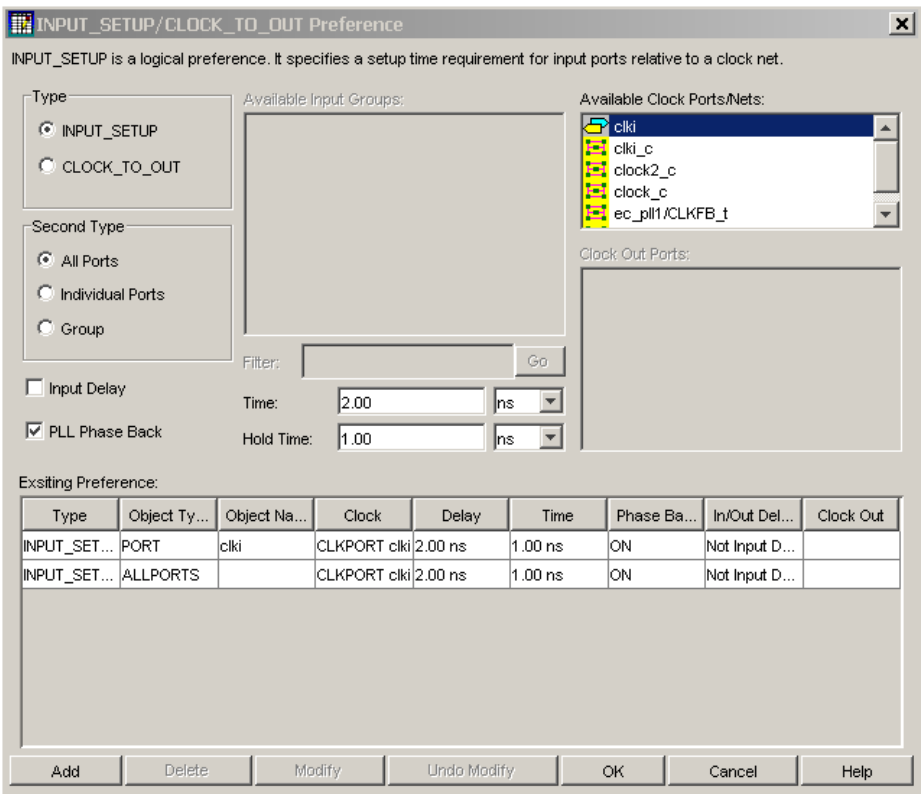 INPUT_SETUP/CLOCK_TO_OUT Preference
INPUT_SETUP is a logical preference. It specifies a setup time requirement for input ports relative to a clock net.
Type
INPUT_SETUP
CLOCK_TO_OUT
Second Type
All Ports
Individual Ports
Group
Input Delay
PLL Phase Back
Available Input Groups:
Filter:
Go
Time: 2.00 ns
Hold Time: 1.00 ns
Available Clock Ports/Nets:
clki
clki_c
clock2_c
clock_c
ec_pll1/CLKFB_t
Clock Out Ports:
Exsiting Preference:
Type Object Ty... Object Na... Clock Delay Time Phase Ba... In/Out Del... Clock Out
INPUT_SET... PORT clki CLKPORT clki 2.00 ns 1.00 ns ON Not Input D...
INPUT_SET... ALLPORTS CLKPORT clki 2.00 ns 1.00 ns ON Not Input D...
Add Delete Modify Undo Modify OK Cancel Help